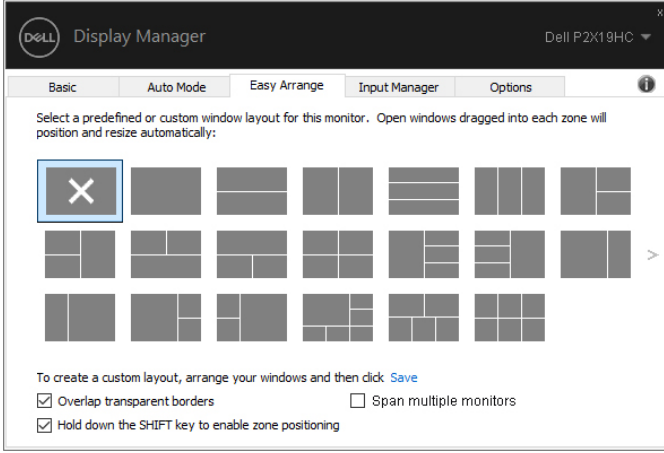 x
DELL Display Manager Dell P2X19HC
Basic Auto Mode Easy Arrange Input Manager Options i
Select a predefined or custom window layout for this monitor. Open windows dragged into each zone will
position and resize automatically:
To create a custom layout, arrange your windows and then click Save
Overlap transparent borders Span multiple monitors
Hold down the SHIFT key to enable zone positioning